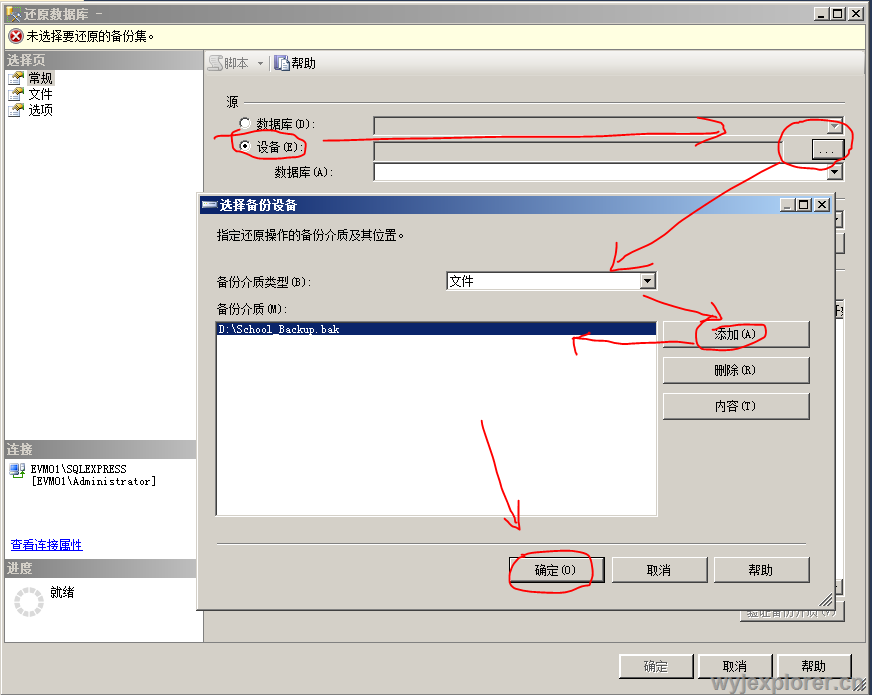 还原数据库 -
未选择要还原的备份集。
选择页
常规
文件
选项
脚本
帮助
源
数据库(D):
设备(E):
...
数据库(A):
选择备份设备
指定还原操作的备份介质及其位置。
备份介质类型(B):
文件
备份介质(M):
D:\School_Backup.bak
添加(A)
删除(R)
内容(T)
确定(O)
取消
帮助
连接
EVM01\SQLEXPRESS
[EVM01\Administrator]
查看连接属性
进度
就绪
验证备份介质(V)
确定
取消
帮助
wyjexplorer.cn